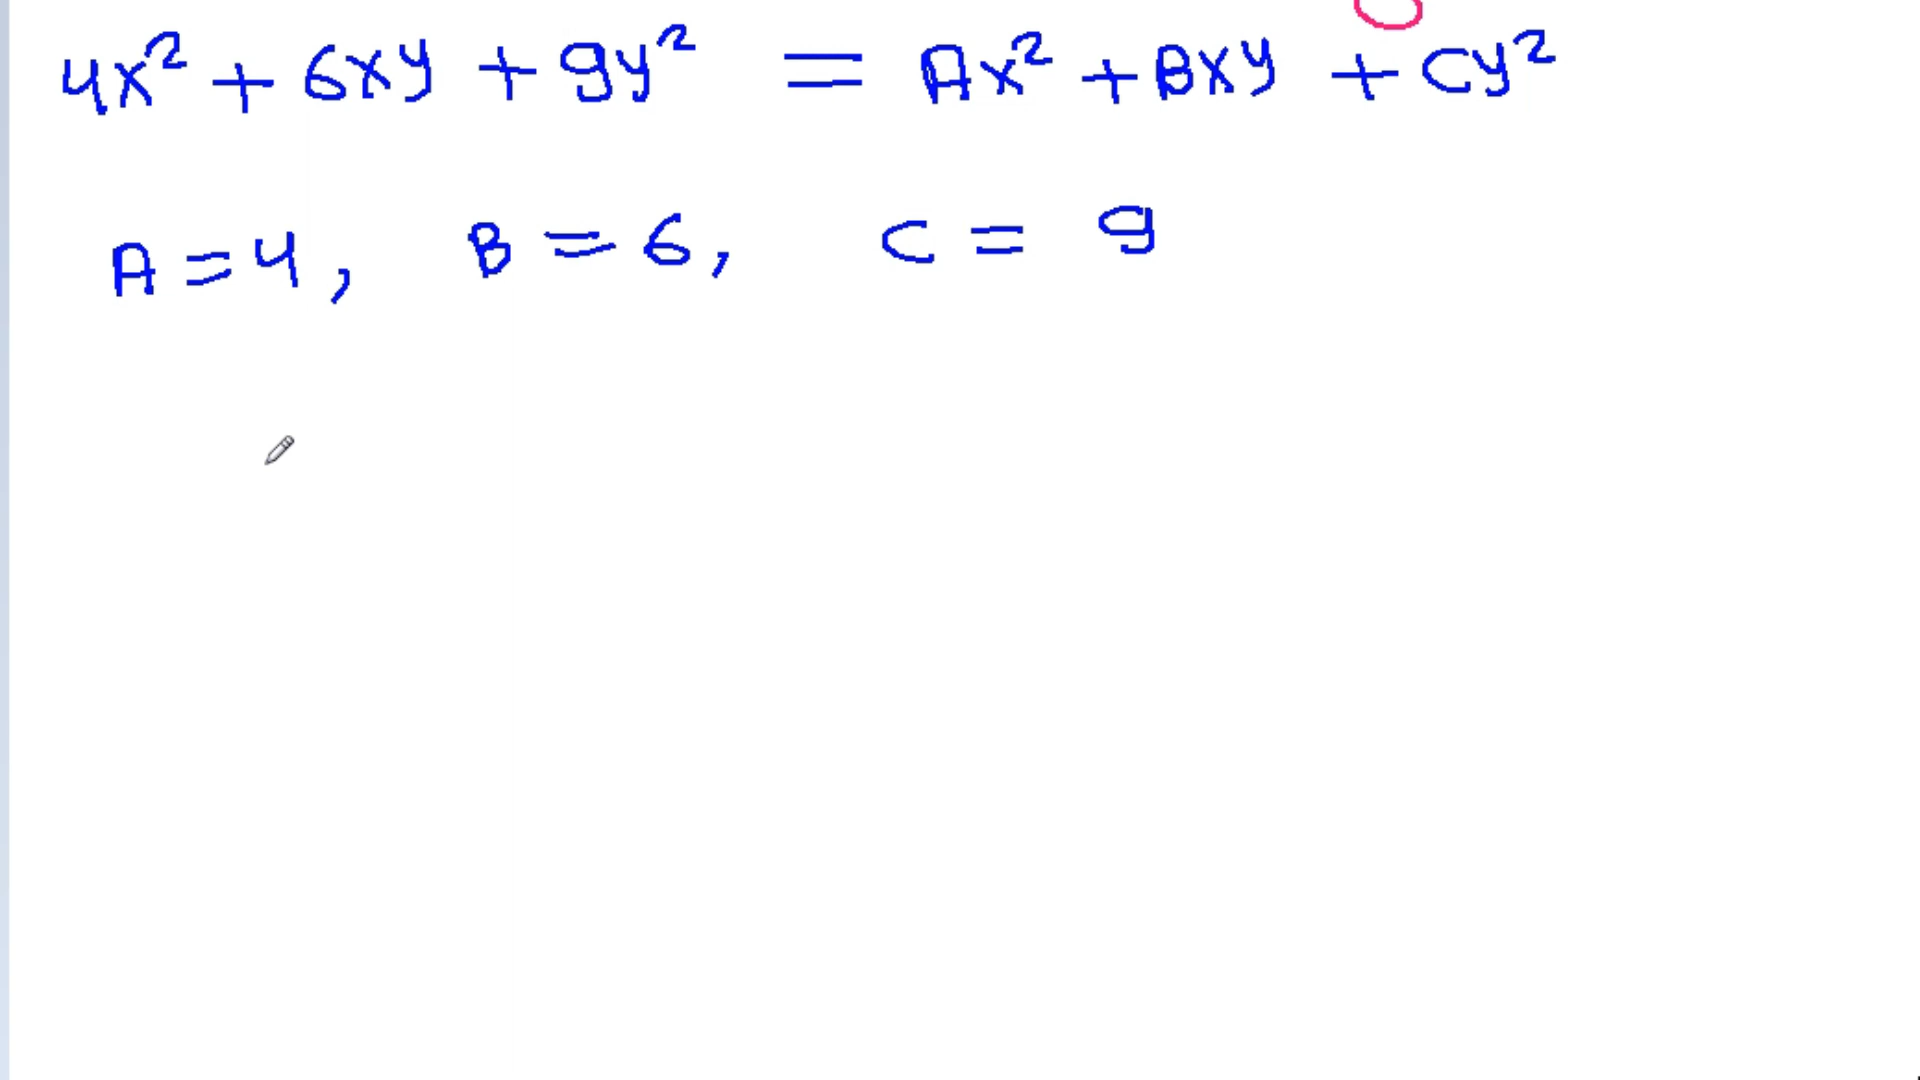 4x² + 6xy + 9y² = Ax² + Bxy + Cy²
A = 4, B = 6, C = 9